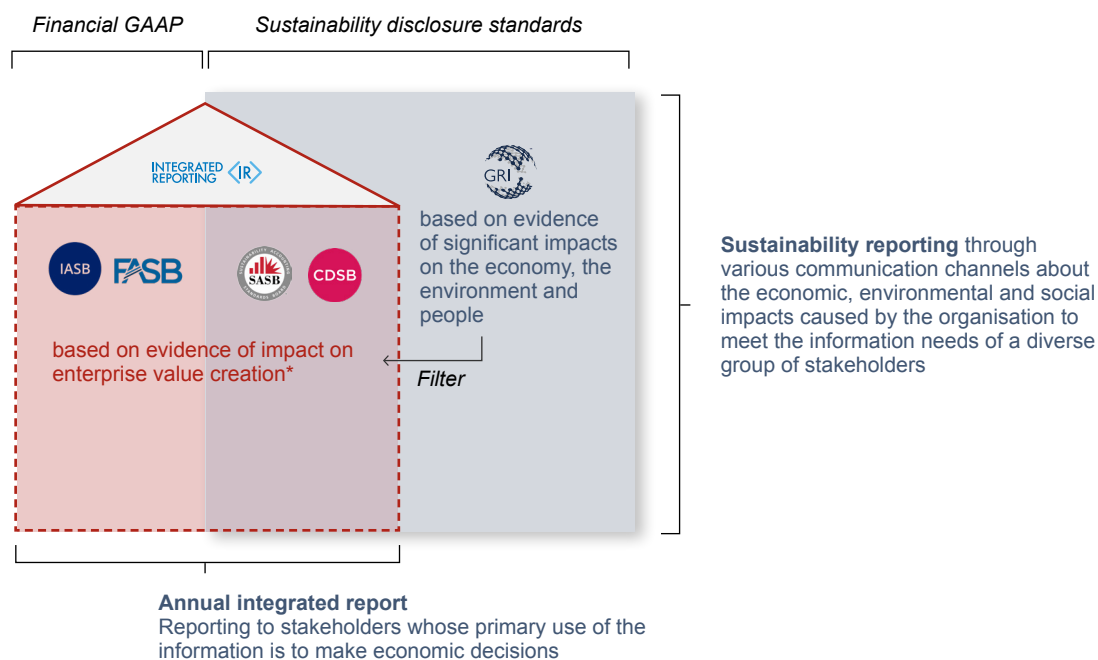 Financial GAAP
Sustainability disclosure standards
INTEGRATED
REPORTING
<IR>
GRI
IASB
FASB
SASB
CDSB
based on evidence
of significant impacts
on the economy, the
environment and
people
based on evidence of impact on
enterprise value creation*
Filter
Sustainability reporting through
various communication channels about
the economic, environmental and social
impacts caused by the organisation to
meet the information needs of a diverse
group of stakeholders
Annual integrated report
Reporting to stakeholders whose primary use of the
information is to make economic decisions